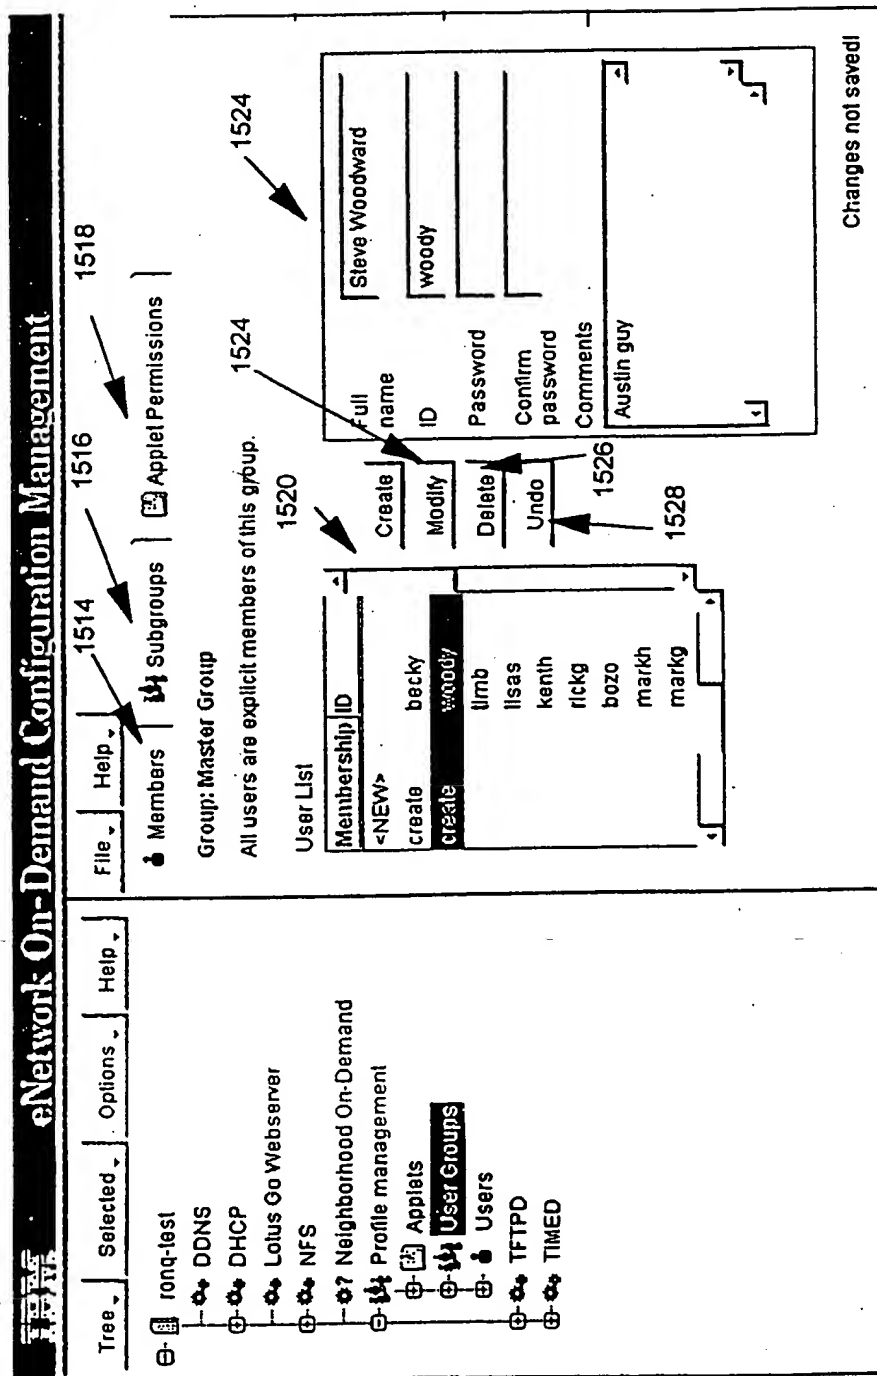 IBM
eNetwork On-Demand Configuration Management
Tree Selected Options Help
ronq-test
DDNS
DHCP
Lotus Go Webserver
NFS
? Neighborhood On-Demand
Profile management
Applets
User Groups
Users
TFTPD
TIMED
File Help
1514
1516
1518
Members
Subgroups
Applet Permissions
Group: Master Group
All users are explicit members of this group.
User List
1520
Membership ID
<NEW>
create becky
create woody
timb
lisas
kenth
rickg
bozo
markh
markg
1524
Create
Modify
Delete
Undo
1526
1528
1524
Full name Steve Woodward
ID woody
Password
Confirm password
Comments
Austin guy
Changes not saved!